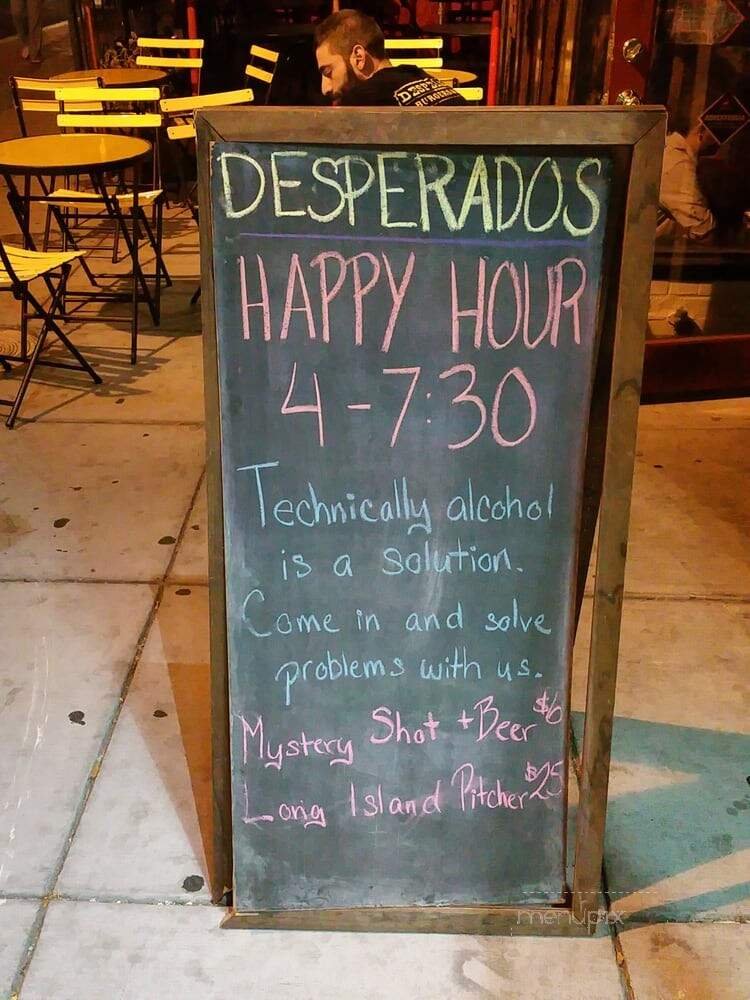 DESPERADOS
HAPPY HOUR
4-7:30
Technically alcohol
is a solution.
Come in and solve
problems with us.
Mystery Shot + Beer $6
Long Island Pitcher $25
menupix